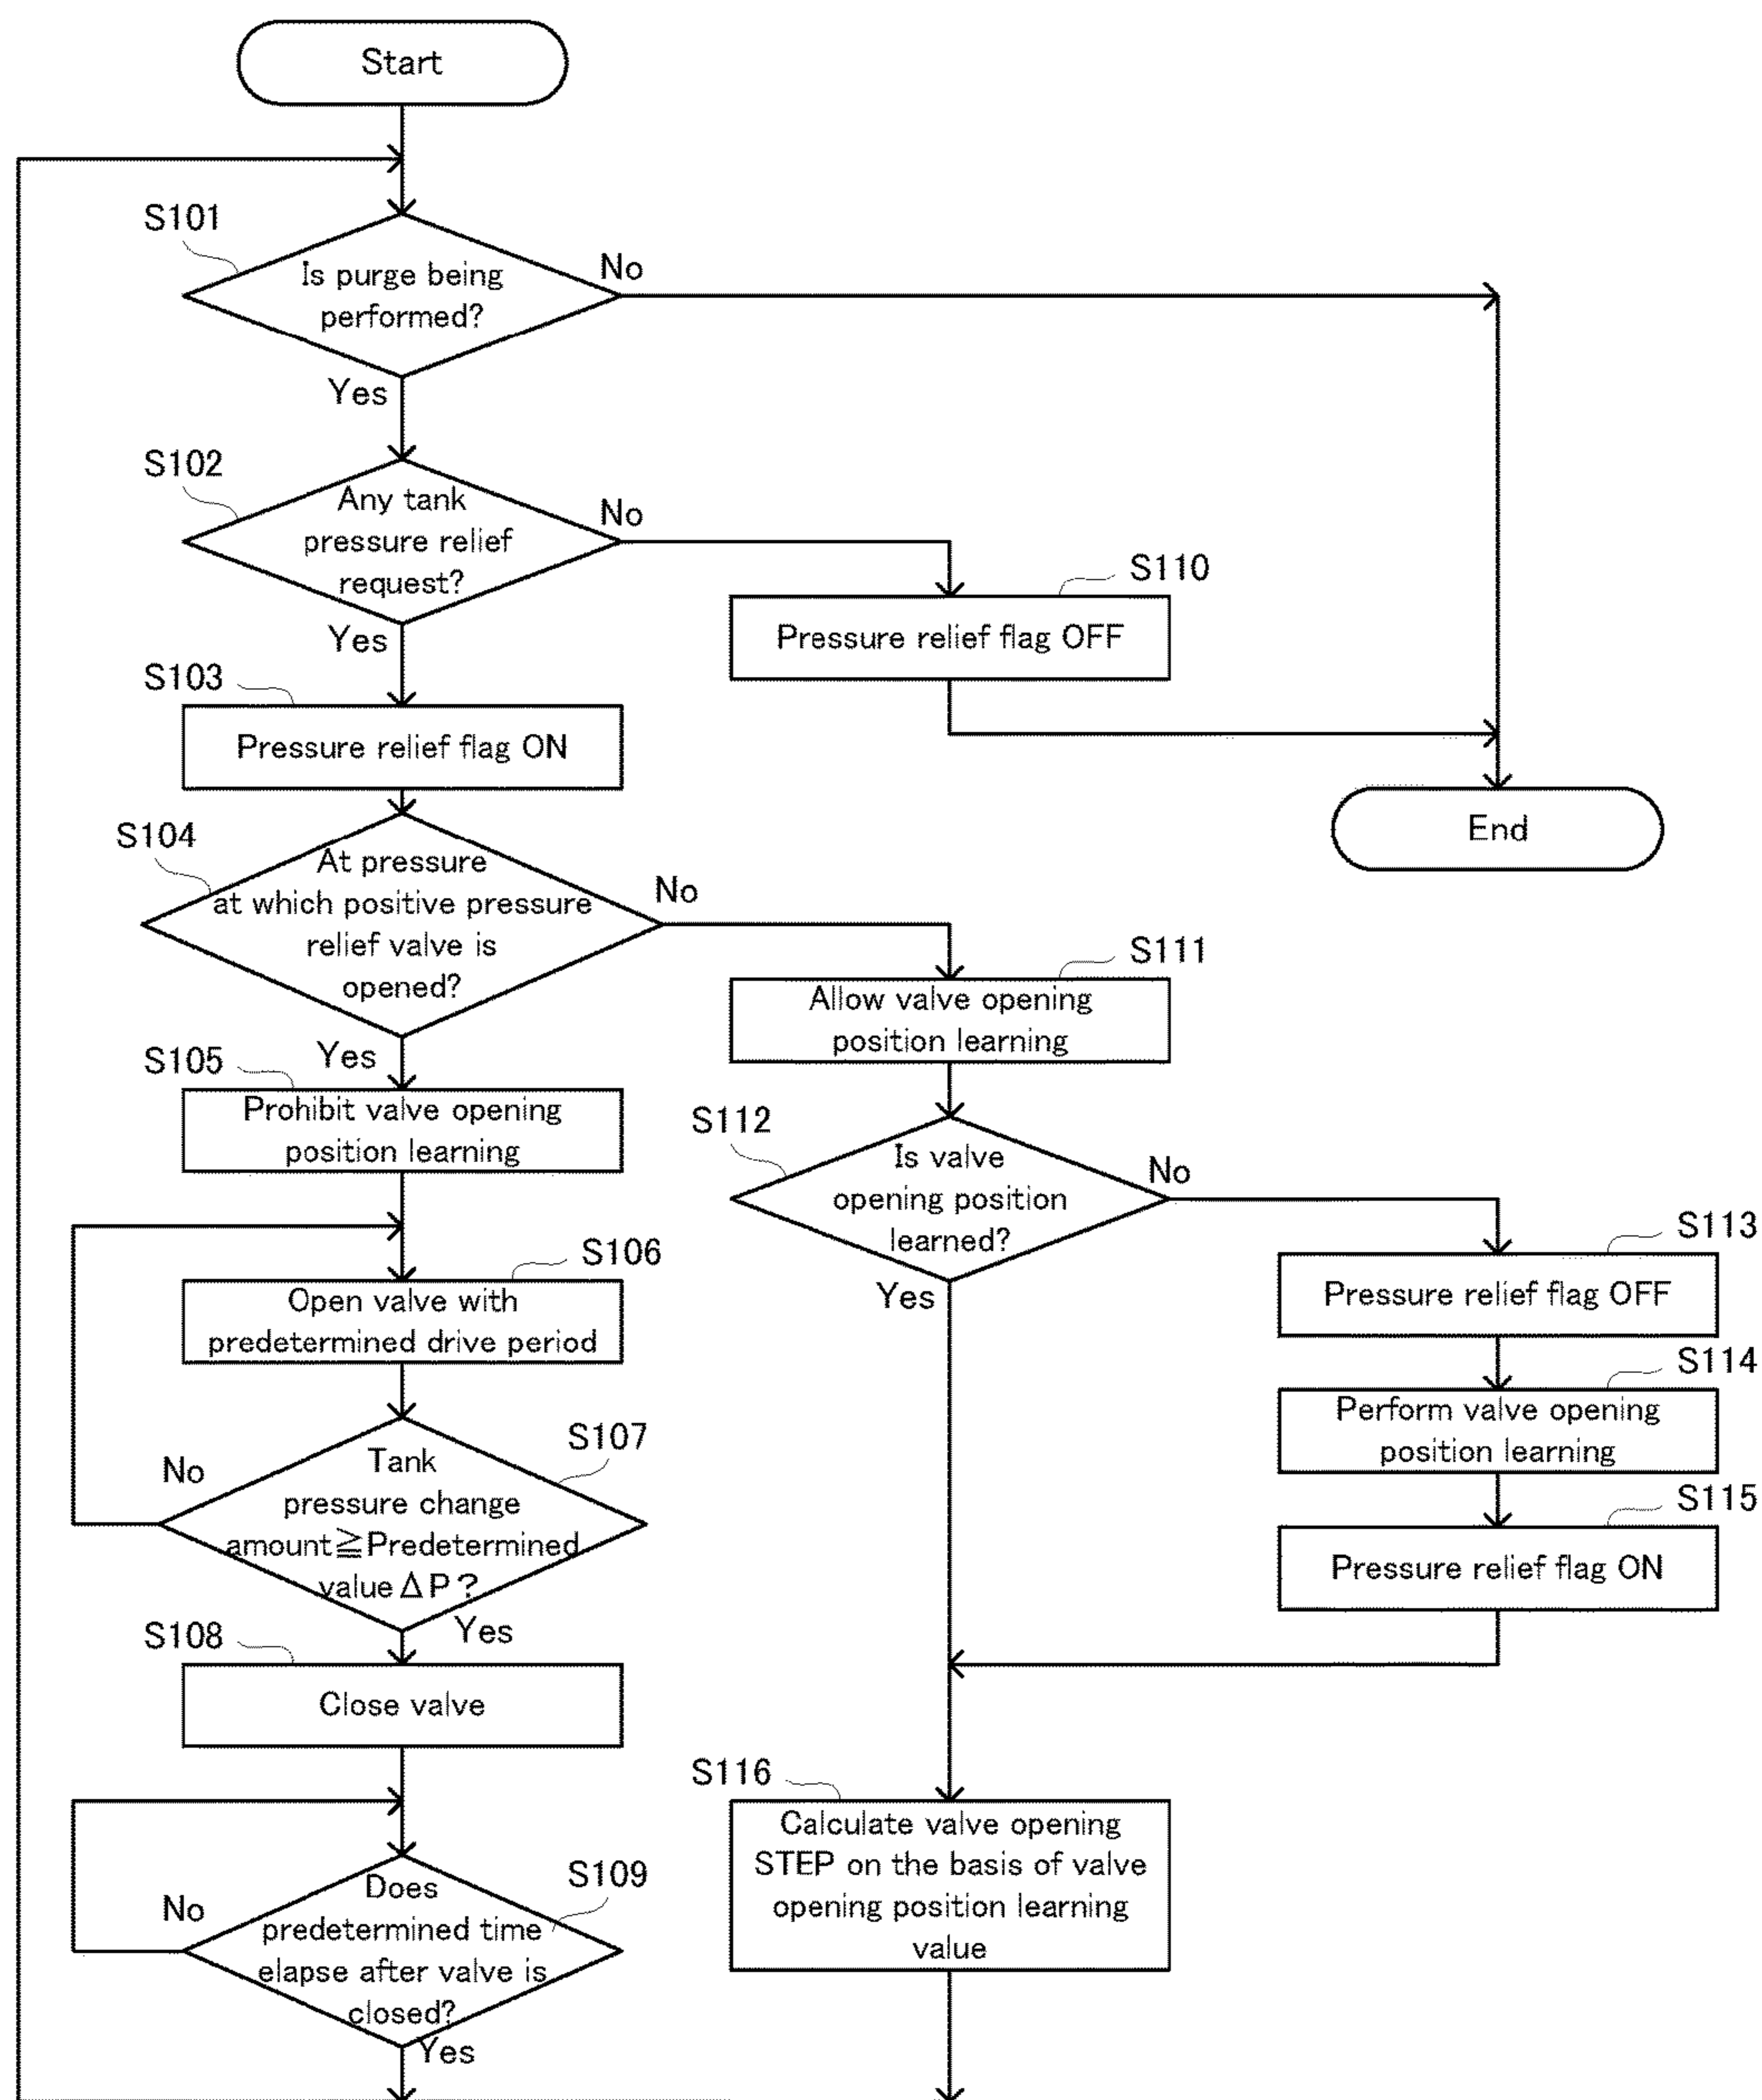 Start
S101
Is purge being
performed?
No
Yes
S102
Any tank
pressure relief
request?
No
Yes
S110
Pressure relief flag OFF
S103
Pressure relief flag ON
End
S104
At pressure
at which positive pressure
relief valve is
opened?
No
Yes
S111
Allow valve opening
position learning
S105
Prohibit valve opening
position learning
S112
Is valve
opening position
learned?
No
Yes
S113
Pressure relief flag OFF
S106
Open valve with
predetermined drive period
S114
Perform valve opening
position learning
S107
Tank
pressure change
amount≧Predetermined
value ΔP?
No
Yes
S115
Pressure relief flag ON
S108
Close valve
S116
Calculate valve opening
STEP on the basis of valve
opening position learning
value
S109
Does
predetermined time
elapse after valve is
closed?
No
Yes